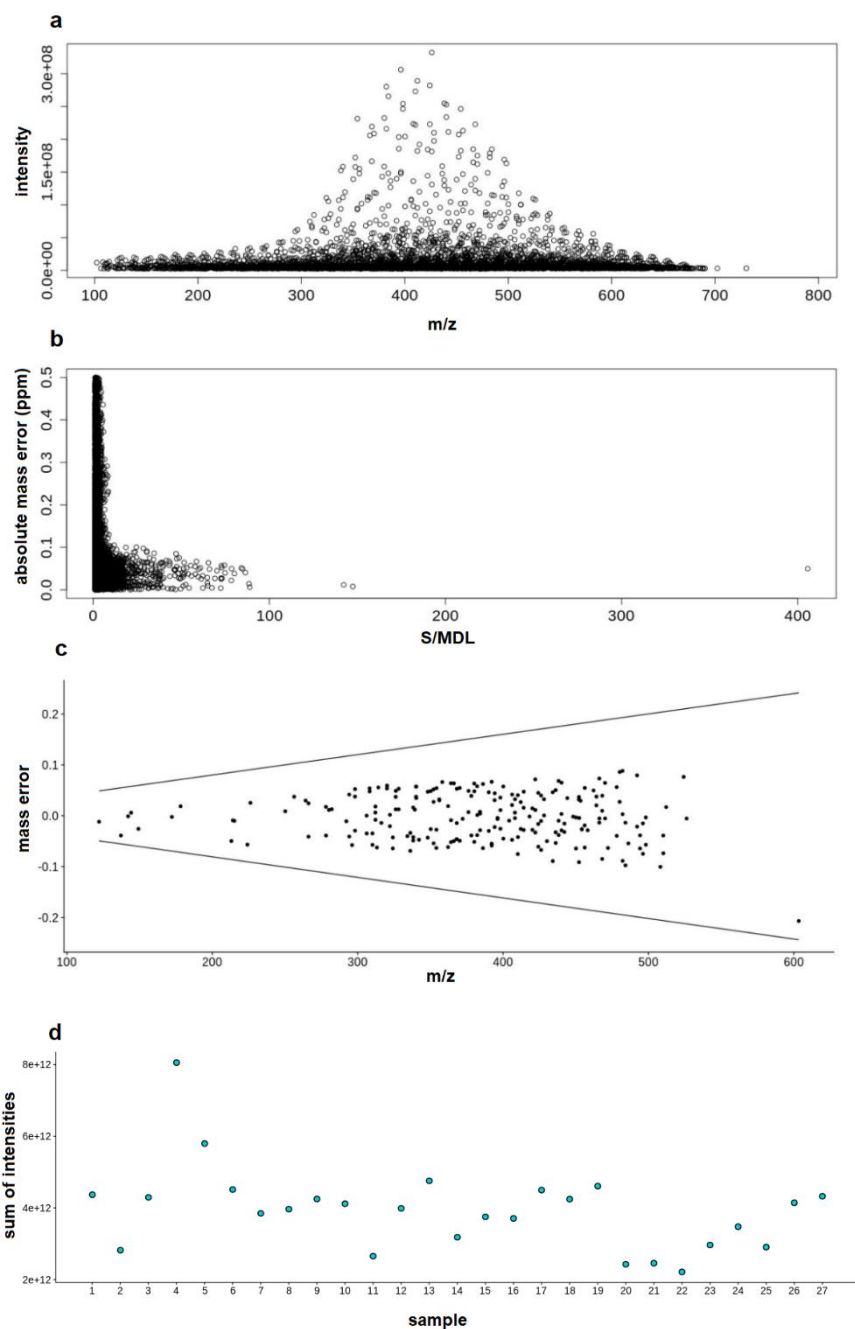 a
intensity
3.0e+08
1.5e+08
0.0e+00
100 200 300 400 500 600 700 800
m/z
b
absolute mass error (ppm)
0.5
0.4
0.3
0.2
0.1
0.0
0 100 200 300 400
S/MDL
c
mass error
0.2
0.1
0.0
-0.1
-0.2
100 200 300 400 500 600
m/z
d
sum of intensities
8e+12
6e+12
4e+12
2e+12
1 2 3 4 5 6 7 8 9 10 11 12 13 14 15 16 17 18 19 20 21 22 23 24 25 26 27
sample